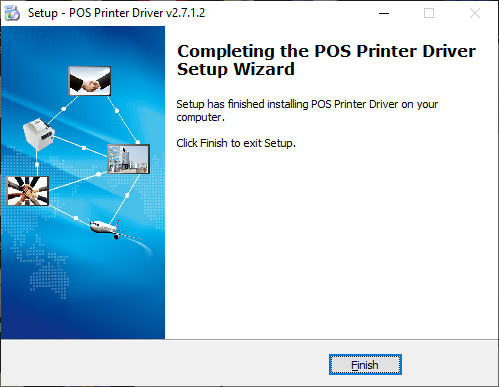 Setup - POS Printer Driver v2.7.1.2
Completing the POS Printer Driver
Setup Wizard
Setup has finished installing POS Printer Driver on your
computer.
Click Finish to exit Setup.
Finish